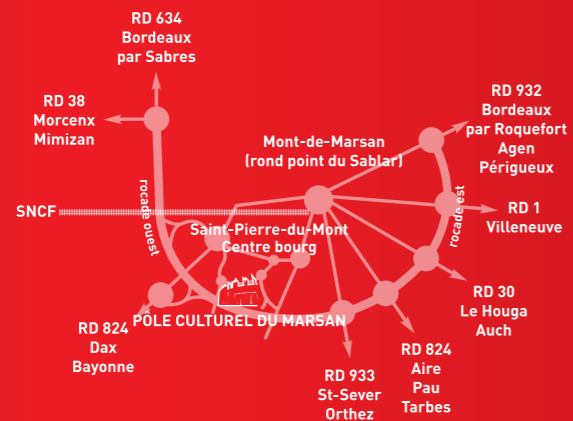 RD 634
Bordeaux
par Sabres
RD 38
Morcenx
Mimizan
RD 932
Bordeaux
par Roquefort
Agen
Périgueux
Mont-de-Marsan
(rond point du Sablar)
rocade ouest
rocade est
SNCF
RD 1
Villeneuve
Saint-Pierre-du-Mont
Centre bourg
RD 30
Le Houga
Auch
PÔLE CULTUREL DU MARSAN
RD 824
Dax
Bayonne
RD 933
St-Sever
Orthez
RD 824
Aire
Pau
Tarbes